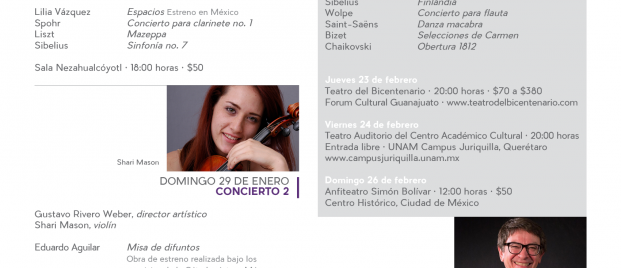 Lilia Vázquez Espacios Estreno en México
Spohr Concierto para clarinete no. 1
Liszt Mazeppa
Sibelius Sinfonía no. 7
Sala Nezahualcóyotl · 18:00 horas · $50
Shari Mason
DOMINGO 29 DE ENERO
CONCIERTO 2
Gustavo Rivero Weber, director artístico
Shari Mason, violín
Eduardo Aguilar Misa de difuntos
Obra de estreno realizada bajo los
Sibelius Finlandia
Wolpe Concierto para flauta
Saint-Saëns Danza macabra
Bizet Selecciones de Carmen
Chaikovski Obertura 1812
Jueves 23 de febrero
Teatro del Bicentenario · 20:00 horas · $70 a $380
Forum Cultural Guanajuato · www.teatrodelbicentenario.com
Viernes 24 de febrero
Teatro Auditorio del Centro Académico Cultural · 20:00 horas
Entrada libre · UNAM Campus Juriquilla, Querétaro
www.campusjuriquilla.unam.mx
Domingo 26 de febrero
Anfiteatro Simón Bolívar · 12:00 horas · $50
Centro Histórico, Ciudad de México